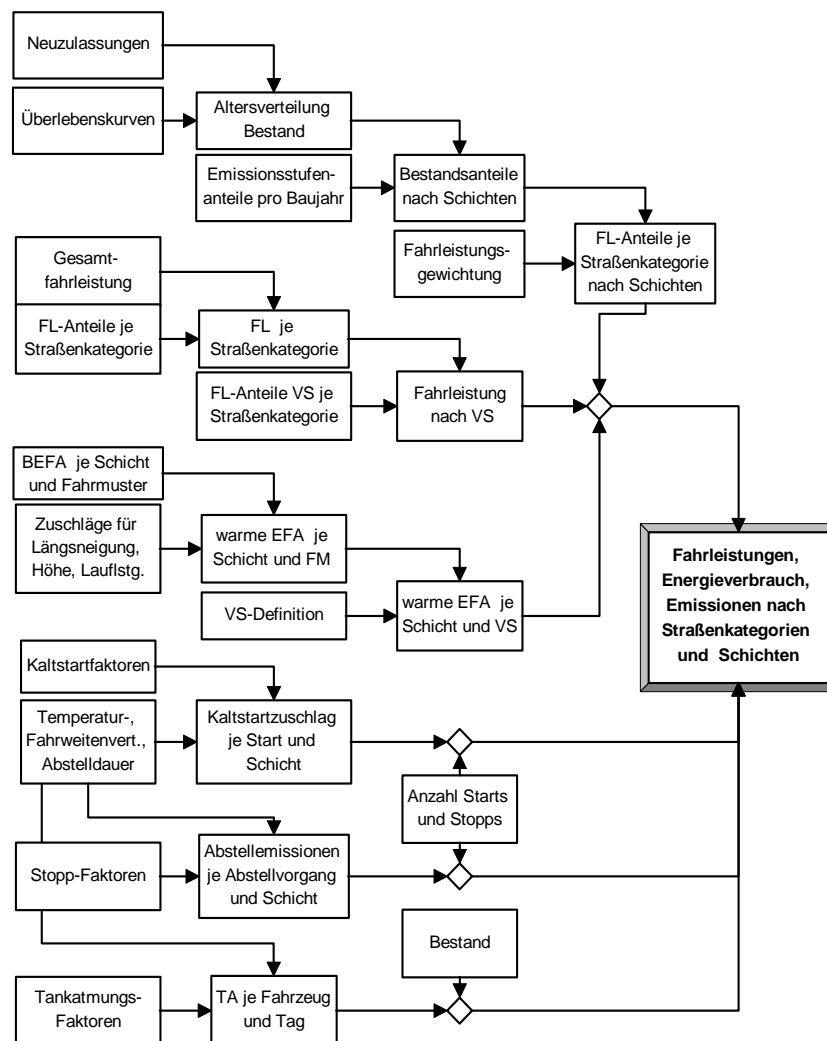 Neuzulassungen
Überlebenskurven
Altersverteilung
Bestand
Emissionsstufen-
anteile pro Baujahr
Bestandsanteile
nach Schichten
Fahrleistungs-
gewichtung
FL-Anteile je
Straßenkategorie
nach Schichten
Gesamt-
fahrleistung
FL-Anteile je
Straßenkategorie
FL je
Straßenkategorie
FL-Anteile VS je
Straßenkategorie
Fahrleistung
nach VS
BEFA je Schicht
und Fahrmuster
Zuschläge für
Längsneigung,
Höhe, Lauflstg.
warme EFA je
Schicht und FM
VS-Definition
warme EFA je
Schicht und VS
Fahrleistungen,
Energieverbrauch,
Emissionen nach
Straßenkategorien
und Schichten
Kaltstartfaktoren
Temperatur-,
Fahrweitenvert.,
Abstelldauer
Kaltstartzuschlag
je Start und
Schicht
Anzahl Starts
und Stopps
Stopp-Faktoren
Abstellemissionen
je Abstellvorgang
und Schicht
Bestand
Tankatmungs-
Faktoren
TA je Fahrzeug
und Tag